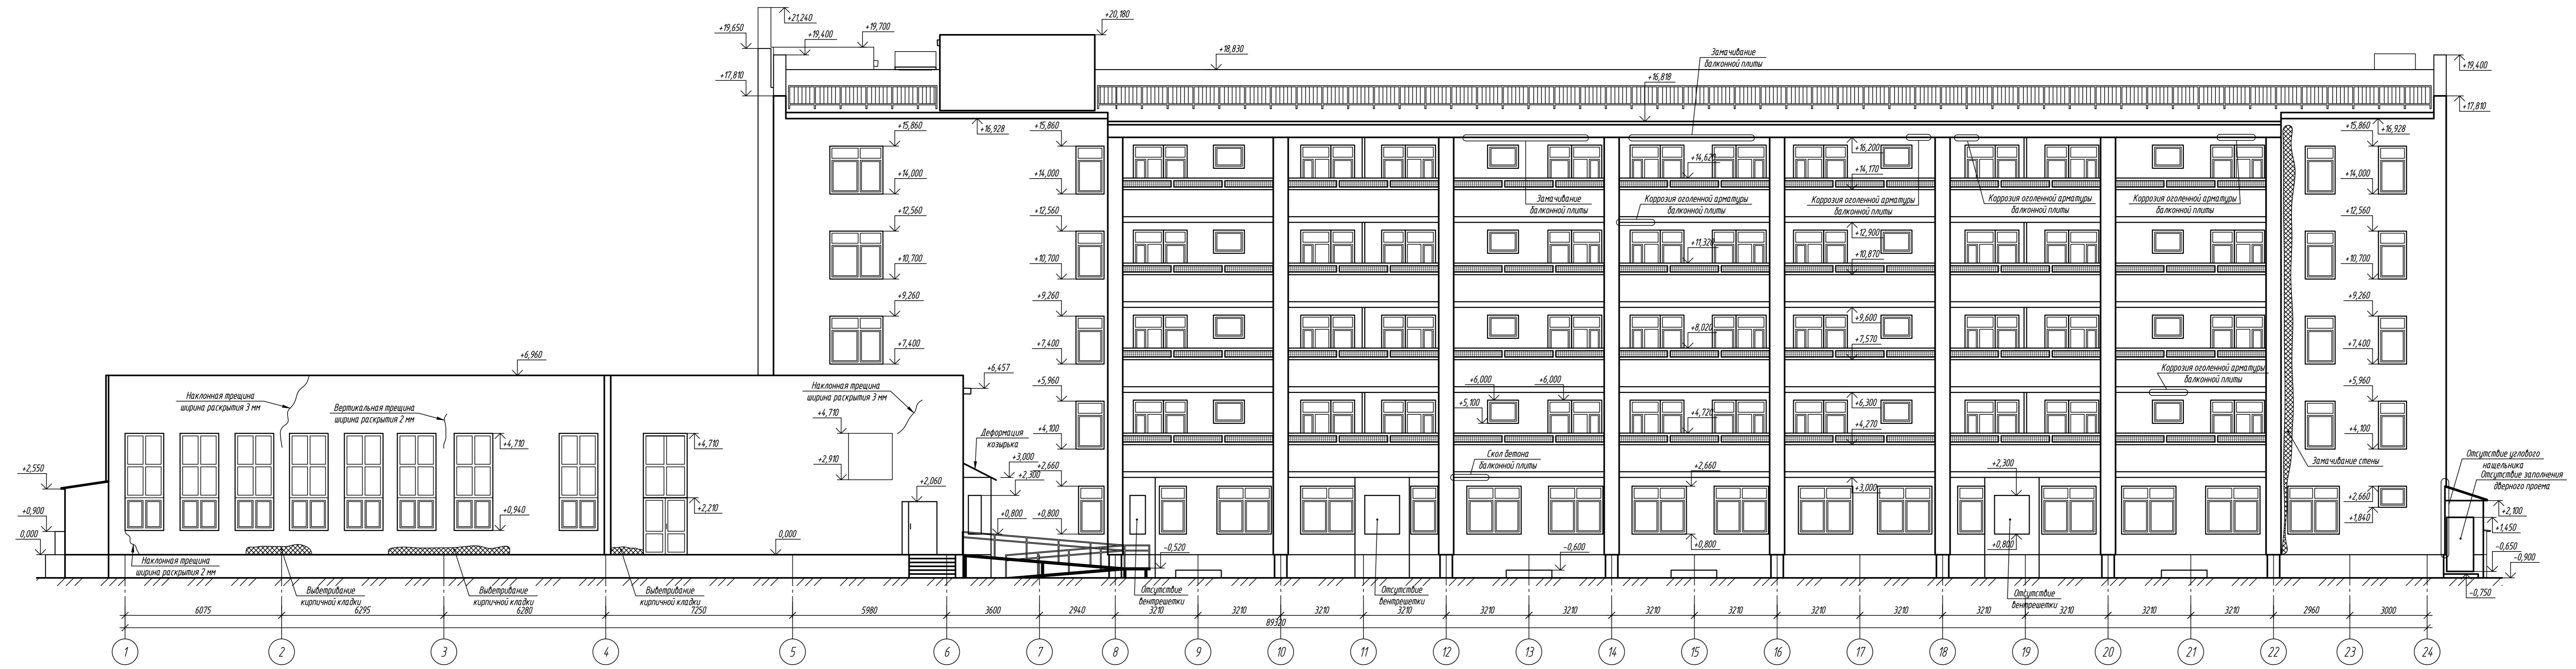 +21,240
+19,650
+19,400
+19,700
+17,810
+20,180
+18,830
Замачивание
балконной плиты
+16,818
+19,400
+17,810
+16,928
+15,860
+15,860
+16,928
+15,860
+14,000
+14,000
+14,000
+12,560
+12,560
+12,560
+10,700
+10,700
+10,700
+9,260
+9,260
+9,260
+7,400
+7,400
+7,400
+16,200
+14,620
+14,170
Замачивание
балконной плиты
Коррозия оголенной арматуры
балконной плиты
Коррозия оголенной арматуры
балконной плиты
Коррозия оголенной арматуры
балконной плиты
Коррозия оголенной арматуры
балконной плиты
+12,900
+11,320
+10,870
+9,600
+8,020
+7,570
Коррозия оголенной арматуры
балконной плиты
+6,960
+6,457
+5,960
+5,960
+6,000
+6,000
+5,100
+6,300
+4,720
+4,270
+4,100
+4,100
Наклонная трещина
ширина раскрытия 3 мм
Вертикальная трещина
ширина раскрытия 2 мм
Наклонная трещина
ширина раскрытия 3 мм
+4,710
+4,710
+4,710
+2,910
Деформация
козырька
+3,000
+2,660
+2,300
Скол бетона
балконной плиты
+2,660
+2,300
+3,000
Замачивание стены
+2,660
+1,840
Отсутствие углового
нащельника
Отсутствие заполнения
дверного проема
+2,550
+0,900
0,000
+0,940
+2,210
+2,060
0,000
+0,800
+0,800
+0,800
+0,800
+2,100
+1,450
-0,650
-0,900
-0,750
-0,520
-0,600
Наклонная трещина
ширина раскрытия 2 мм
Выветривание
кирпичной кладки
Выветривание
кирпичной кладки
Выветривание
кирпичной кладки
Отсутствие
вентрешетки
Отсутствие
вентрешетки
Отсутствие
вентрешетки
6075 6295 6280 7250 5980 3600 2940 3210 3210 3210 3210 3210 3210 3210 3210 3210 3210 3210 3210 3210 3210 2960 3000
89320
1 2 3 4 5 6 7 8 9 10 11 12 13 14 15 16 17 18 19 20 21 22 23 24